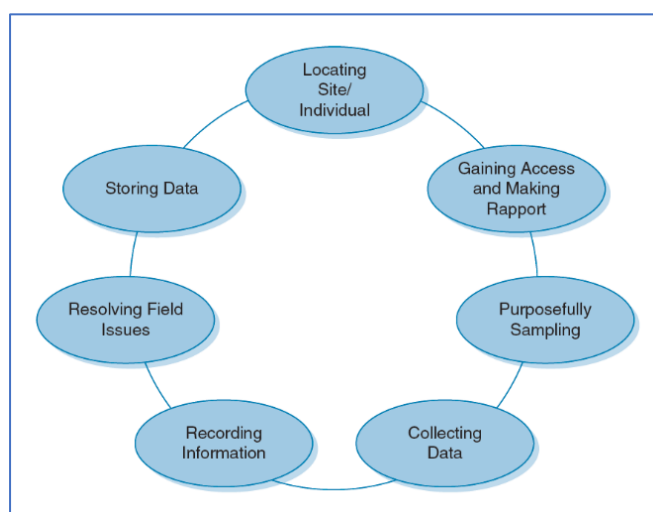 Locating
Site/
Individual
Gaining Access
and Making
Rapport
Purposefully
Sampling
Collecting
Data
Recording
Information
Resolving Field
Issues
Storing Data